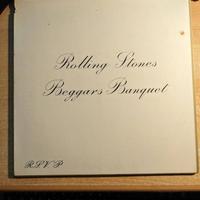 Rolling Stones
Beggars Banquet
R.S.V.P.